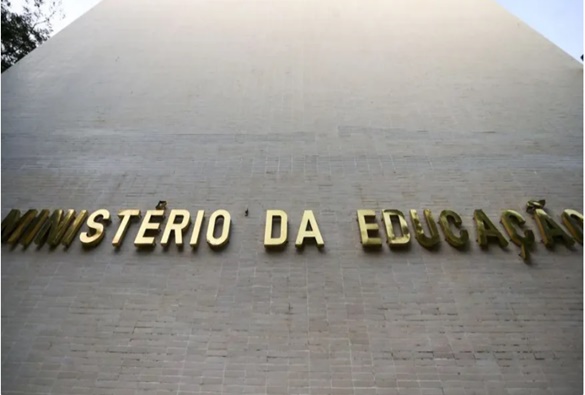 MINISTÉRIO DA EDUCAÇÃO